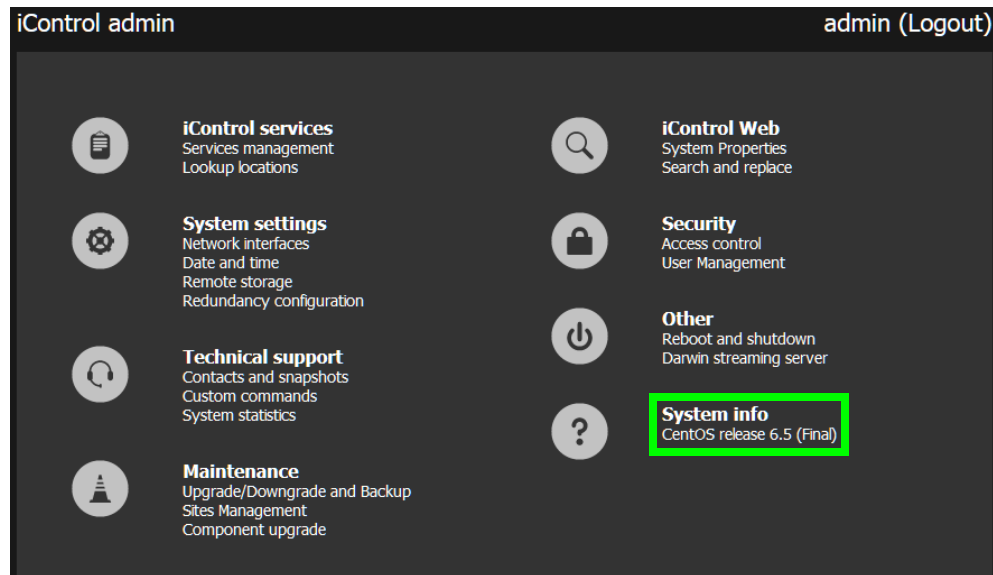 iControl admin
admin (Logout)
iControl services
Services management
Lookup locations
System settings
Network interfaces
Date and time
Remote storage
Redundancy configuration
Technical support
Contacts and snapshots
Custom commands
System statistics
Maintenance
Upgrade/Downgrade and Backup
Sites Management
Component upgrade
iControl Web
System Properties
Search and replace
Security
Access control
User Management
Other
Reboot and shutdown
Darwin streaming server
?
System info
CentOS release 6.5 (Final)